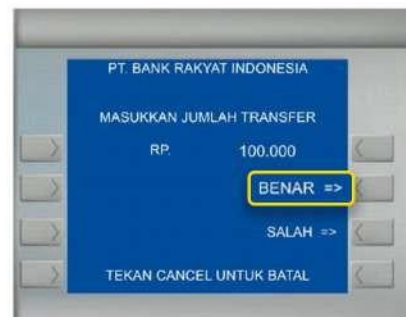 PT. BANK RAKYAT INDONESIA
MASUKKAN JUMLAH TRANSFER
RP. 100.000
BENAR =>
SALAH =>
TEKAN CANCEL UNTUK BATAL